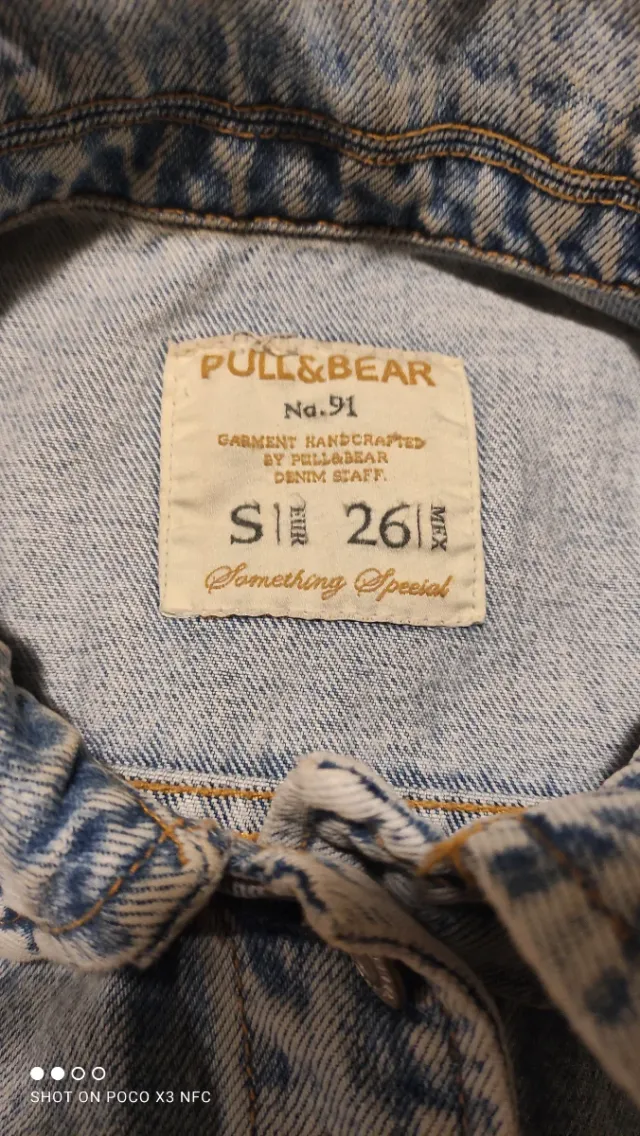 PULL&BEAR
No.91
GARMENT HANDCRAFTED
BY PULL&BEAR
DENIM STAFF.
S | EUR 26 | MEX
Something Special
SHOT ON POCO X3 NFC